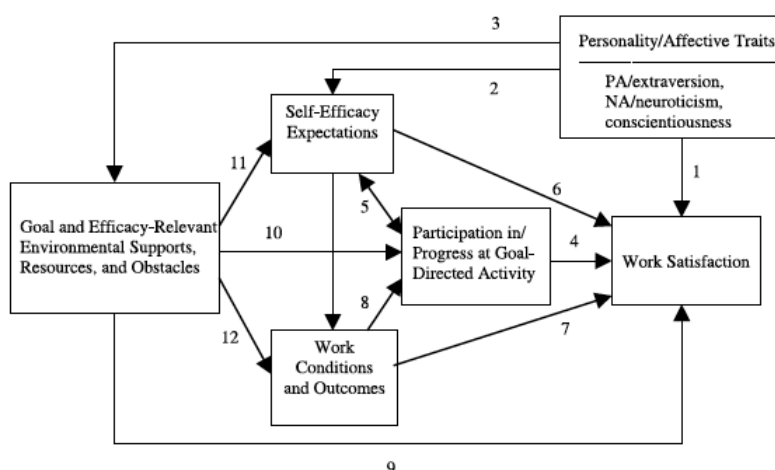 3
Personality/Affective Traits
PA/extraversion,
NA/neuroticism,
conscientiousness
2
Self-Efficacy
Expectations
11
1
6
5
Goal and Efficacy-Relevant
Environmental Supports,
Resources, and Obstacles
10
Participation in/
Progress at Goal-
Directed Activity
4
Work Satisfaction
8
12
7
Work
Conditions
and Outcomes
9